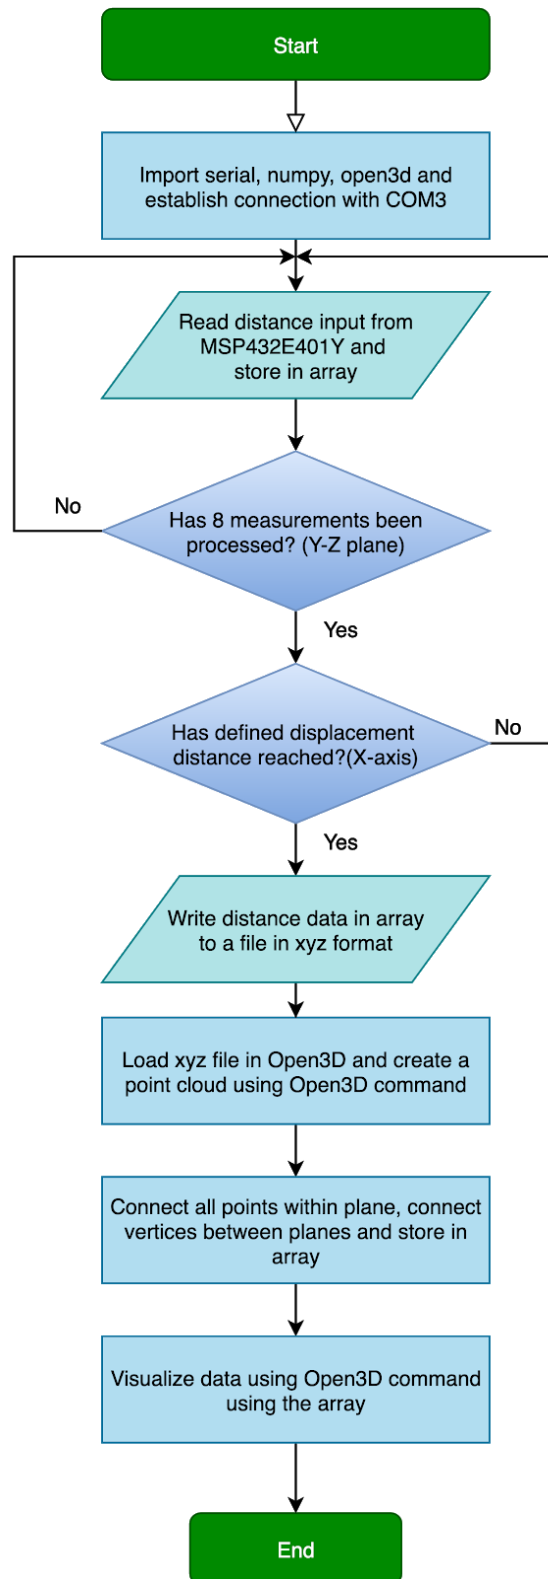 Start
Import serial, numpy, open3d and
establish connection with COM3
Read distance input from
MSP432E401Y and
store in array
No
Has 8 measurements been
processed? (Y-Z plane)
Yes
Has defined displacement
distance reached?(X-axis)
No
Yes
Write distance data in array
to a file in xyz format
Load xyz file in Open3D and create a
point cloud using Open3D command
Connect all points within plane, connect
vertices between planes and store in
array
Visualize data using Open3D command
using the array
End